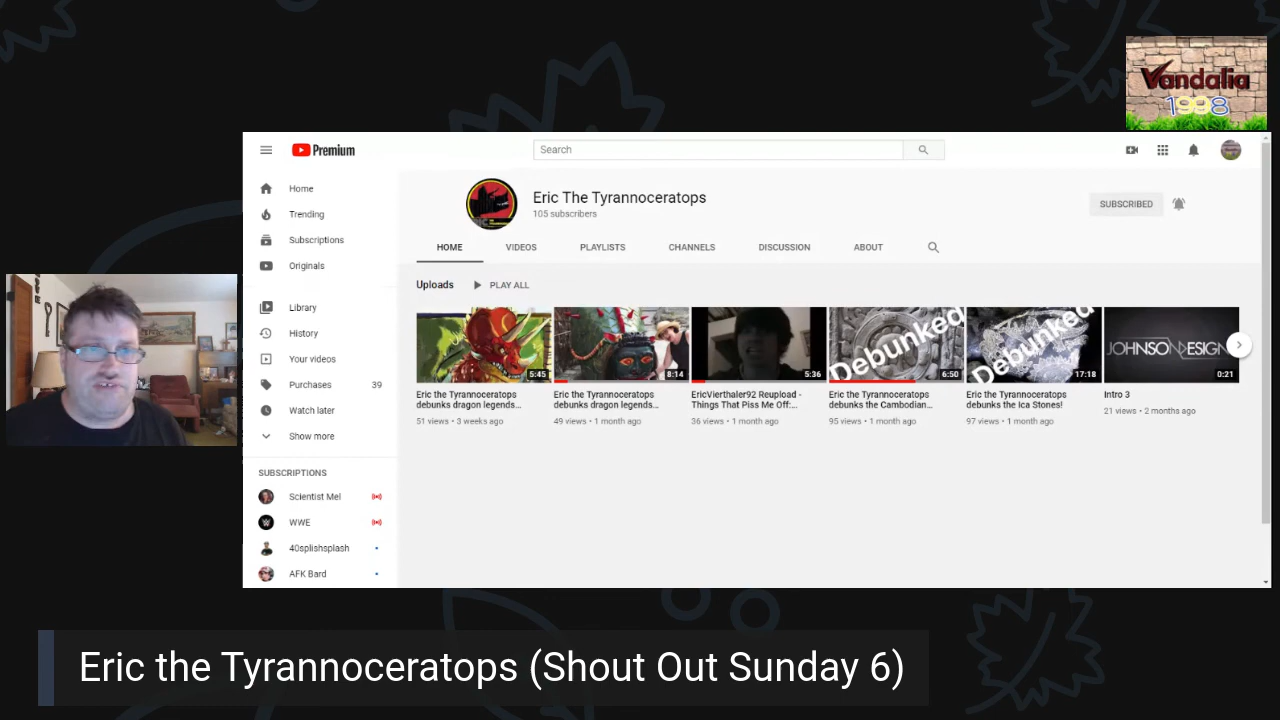 Vandalia
1998
Premium
Search
Home
Trending
Subscriptions
Originals
Library
History
Your videos
Purchases 39
Watch later
Show more
SUBSCRIPTIONS
Scientist Mel
WWE
40splishsplash
AFK Bard
Eric The Tyrannoceratops
105 subscribers
SUBSCRIBED
HOME VIDEOS PLAYLISTS CHANNELS DISCUSSION ABOUT
Uploads PLAY ALL
5:45
Eric the Tyrannoceratops
debunks dragon legends...
51 views • 3 weeks ago
8:14
Eric the Tyrannoceratops
debunks dragon legends...
49 views • 1 month ago
5:36
EricVierthaler92 Reupload -
Things That Piss Me Off:...
36 views • 1 month ago
Debunked
6:50
Eric the Tyrannoceratops
debunks the Cambodian...
95 views • 1 month ago
Debunked
17:18
Eric the Tyrannoceratops
debunks the Ica Stones!
97 views • 1 month ago
JOHNSON DESIGN
0:21
Intro 3
21 views • 2 months ago
Eric the Tyrannoceratops (Shout Out Sunday 6)